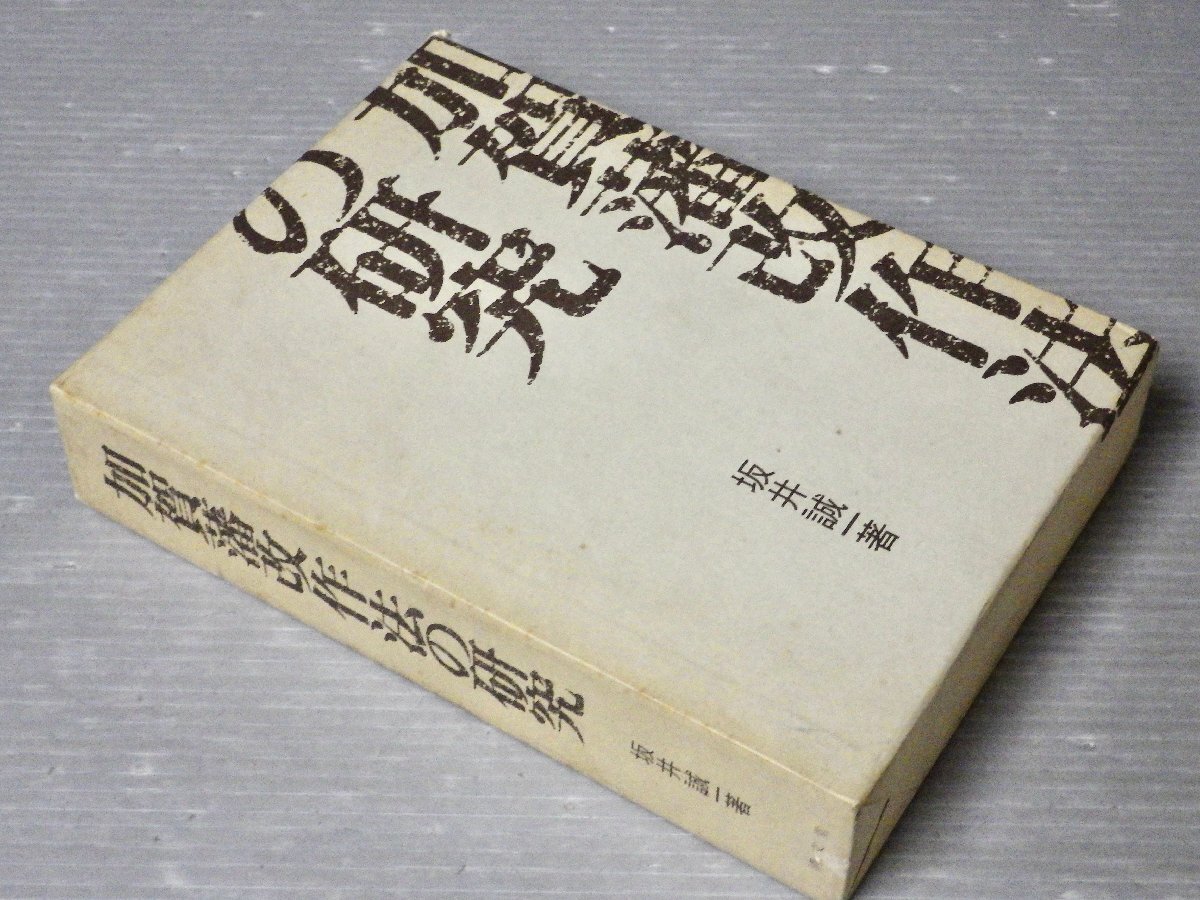 加賀藩改作法
の研究
坂井誠一著
加賀藩改作法の研究
坂井誠一著